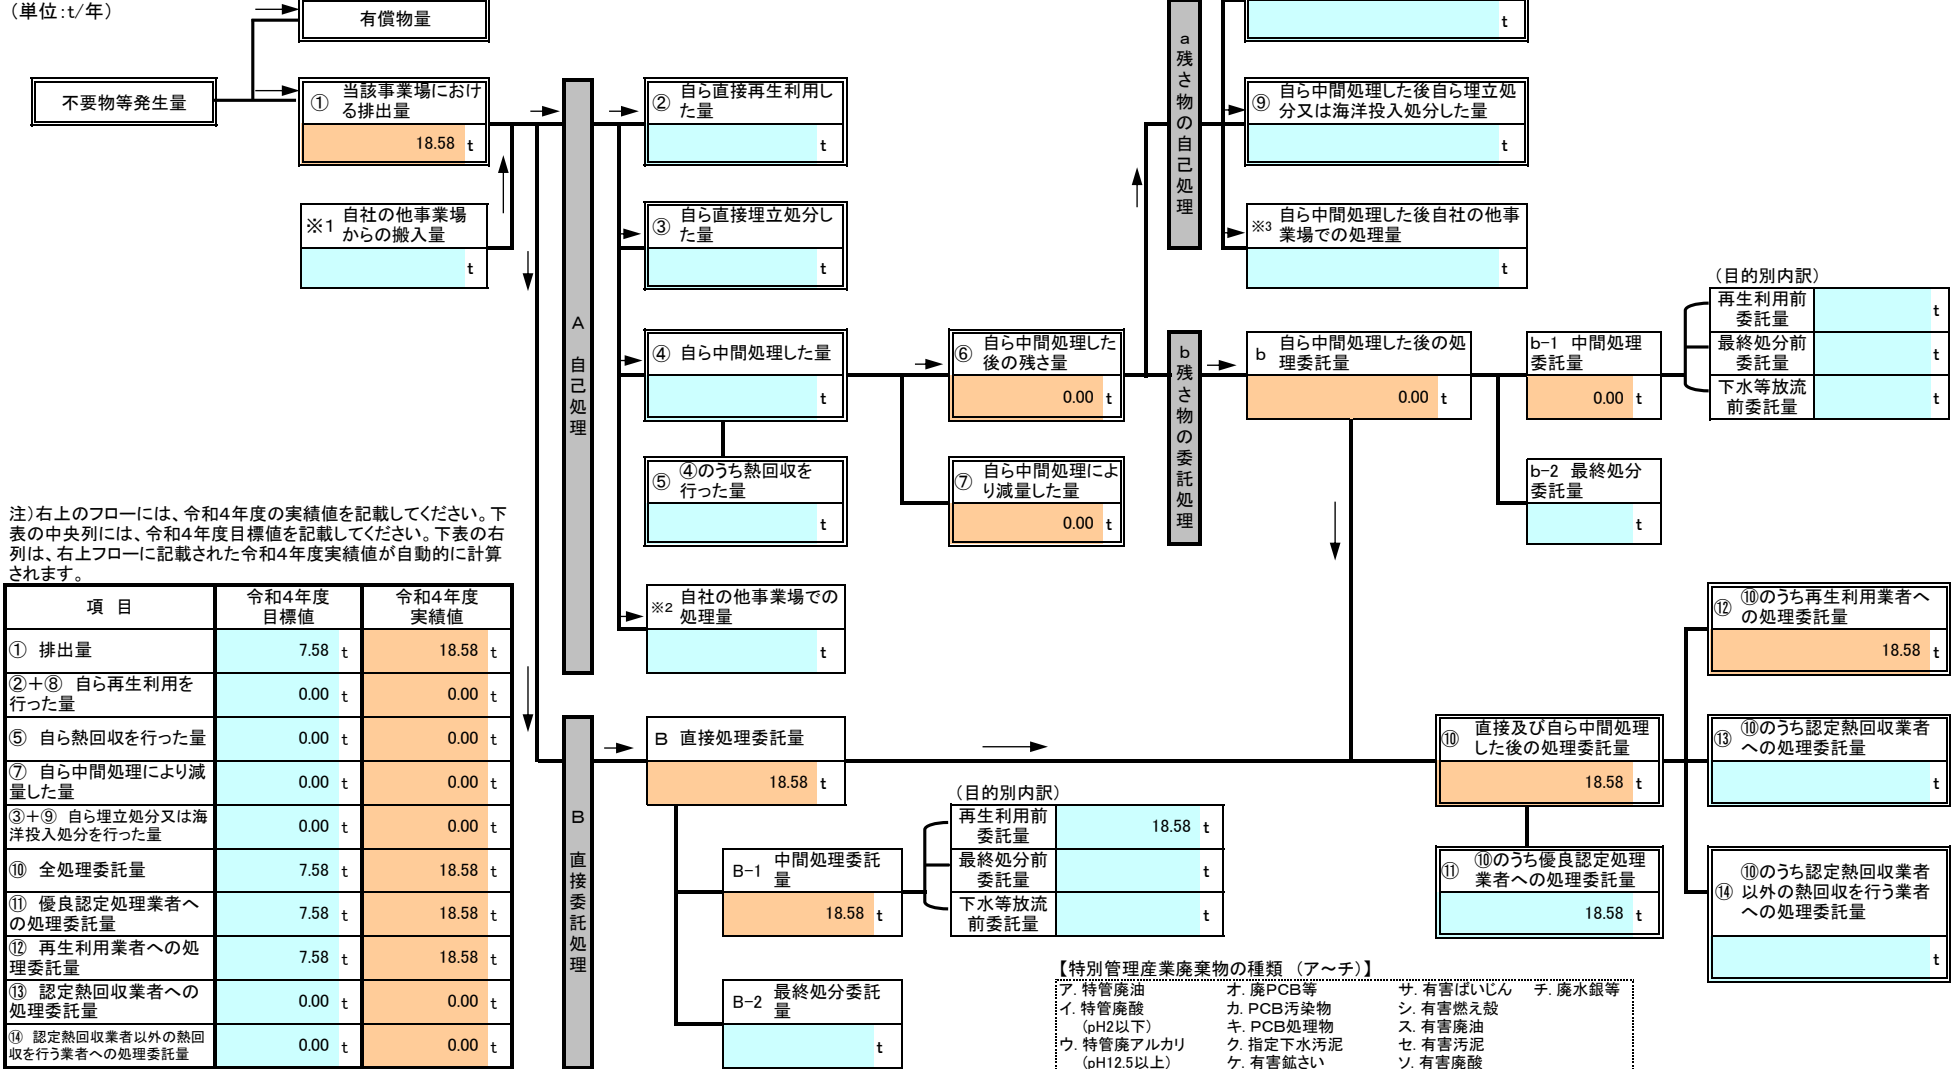 （単位:t/年）
有償物量
不要物等発生量
① 当該事業場におけ
る排出量
18.58 t
※1 自社の他事業場
からの搬入量
t
A 自己処理
② 自ら直接再生利用し
た量
t
③ 自ら直接埋立処分し
た量
t
④ 自ら中間処理した量
t
⑤ ④のうち熱回収を
行った量
t
※2 自社の他事業場での
処理量
t
⑥ 自ら中間処理した
後の残さ量
0.00 t
⑦ 自ら中間処理によ
り減量した量
0.00 t
a残さ物の自己処理
t
⑨ 自ら中間処理した後自ら埋立処
分又は海洋投入処分した量
t
※3 自ら中間処理した後自社の他事
業場での処理量
t
b残さ物の委託処理
b 自ら中間処理した後の処
理委託量
0.00 t
b-1 中間処理
委託量
0.00 t
b-2 最終処分
委託量
t
（目的別内訳）
再生利用前
委託量
t
最終処分前
委託量
t
下水等放流
前委託量
t
注）右上のフローには、令和4年度の実績値を記載してください。下
表の中央列には、令和4年度目標値を記載してください。下表の右
列は、右上フローに記載された令和4年度実績値が自動的に計算
されます。
項 目 令和4年度 目標値 令和4年度 実績値
① 排出量 7.58 t 18.58 t
②＋⑧ 自ら再生利用を
行った量 0.00 t 0.00 t
⑤ 自ら熱回収を行った量 0.00 t 0.00 t
⑦ 自ら中間処理により減
量した量 0.00 t 0.00 t
③＋⑨ 自ら埋立処分又は海
洋投入処分を行った量 0.00 t 0.00 t
⑩ 全処理委託量 7.58 t 18.58 t
⑪ 優良認定処理業者へ
の処理委託量 7.58 t 18.58 t
⑫ 再生利用業者への処
理委託量 7.58 t 18.58 t
⑬ 認定熱回収業者への
処理委託量 0.00 t 0.00 t
⑭ 認定熱回収業者以外の熱回
収を行う業者への処理委託量 0.00 t 0.00 t
B 直接委託処理
B 直接処理委託量
18.58 t
B-1 中間処理委託
量
18.58 t
B-2 最終処分委託
量
t
（目的別内訳）
再生利用前
委託量
18.58 t
最終処分前
委託量
t
下水等放流
前委託量
t
⑩ 直接及び自ら中間処理
した後の処理委託量
18.58 t
⑪ ⑩のうち優良認定処理
業者への処理委託量
18.58 t
⑫ ⑩のうち再生利用業者へ
の処理委託量
18.58 t
⑬ ⑩のうち認定熱回収業者
への処理委託量
t
⑭ ⑩のうち認定熱回収業者
以外の熱回収を行う業者
への処理委託量
t
【特別管理産業廃棄物の種類 （ア～チ）】
ア. 特管廃油 オ. 廃PCB等 サ. 有害ばいじん チ. 廃水銀等
イ. 特管廃酸 カ. PCB汚染物 シ. 有害燃え殻
（pH2以下） キ. PCB処理物 ス. 有害廃油
ウ. 特管廃アルカリ ク. 指定下水汚泥 セ. 有害汚泥
（pH12.5以上） ケ. 有害鉱さい ソ. 有害廃酸